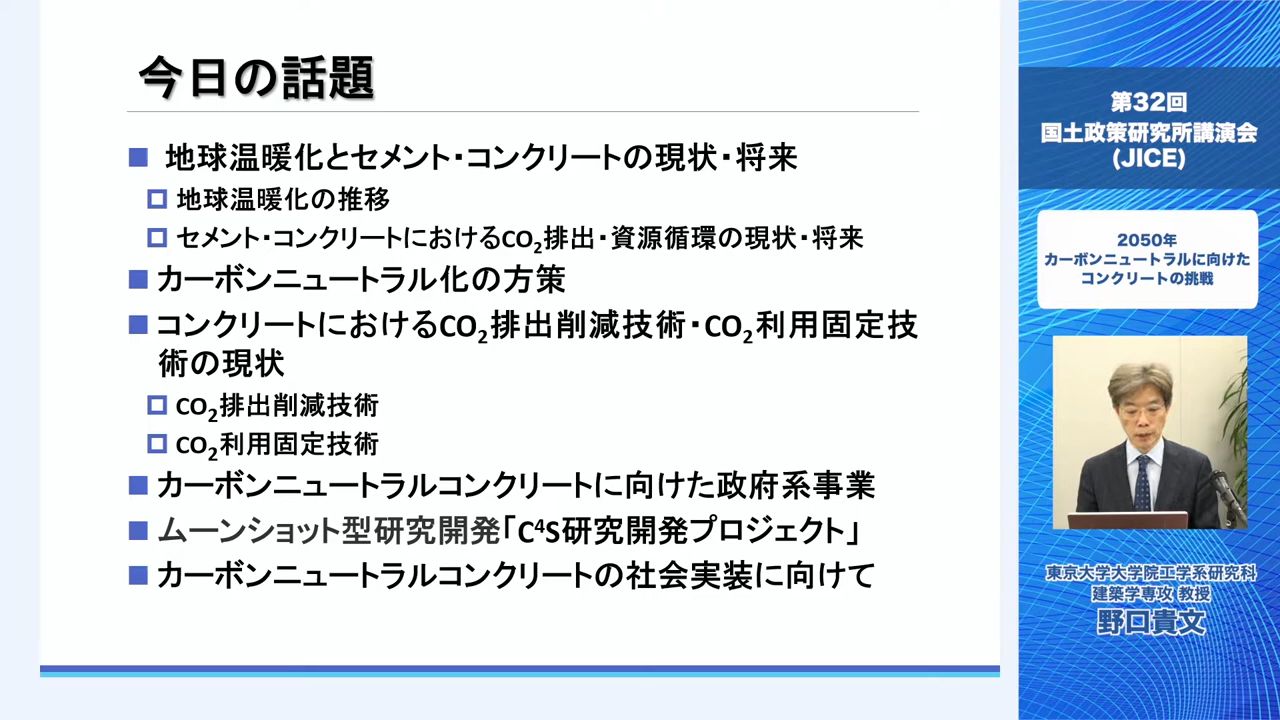 今日の話題
■ 地球温暖化とセメント・コンクリートの現状・将来
□ 地球温暖化の推移
□ セメント・コンクリートにおけるCO₂排出・資源循環の現状・将来
■ カーボンニュートラル化の方策
■ コンクリートにおけるCO₂排出削減技術・CO₂利用固定技
術の現状
□ CO₂排出削減技術
□ CO₂利用固定技術
■ カーボンニュートラルコンクリートに向けた政府系事業
■ ムーンショット型研究開発「C⁴S研究開発プロジェクト」
■ カーボンニュートラルコンクリートの社会実装に向けて
第32回
国土政策研究所講演会
(JICE)
2050年
カーボンニュートラルに向けた
コンクリートの挑戦
東京大学大学院工学系研究科
建築学専攻 教授
野口貴文